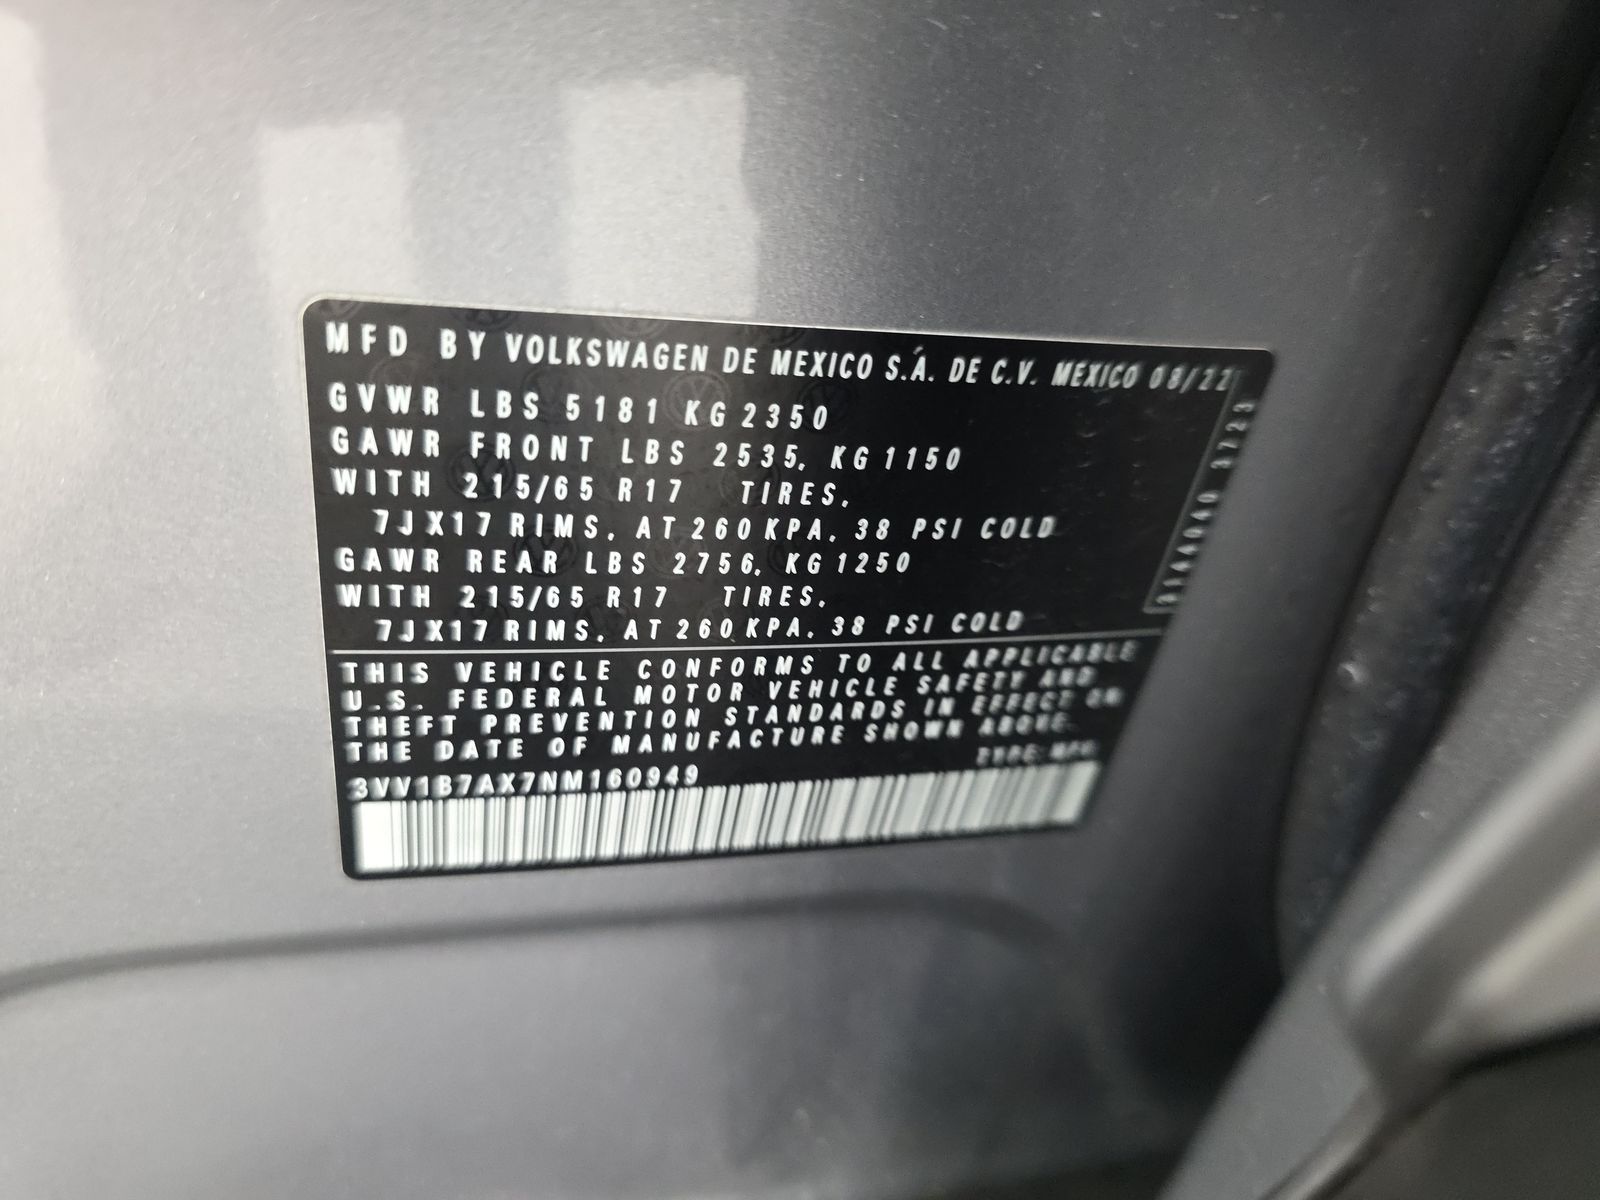 MFD BY VOLKSWAGEN DE MEXICO S.A. DE C.V. MEXICO 08/22
GVWR LBS 5181 KG 2350
GAWR FRONT LBS 2535, KG 1150
WITH 215/65 R17 TIRES,
7JX17 RIMS, AT 260 KPA, 38 PSI COLD
GAWR REAR LBS 2756, KG 1250
WITH 215/65 R17 TIRES,
7JX17 RIMS, AT 260 KPA, 38 PSI COLD
THIS VEHICLE CONFORMS TO ALL APPLICABLE
U.S. FEDERAL MOTOR VEHICLE SAFETY AND
THEFT PREVENTION STANDARDS IN EFFECT ON
THE DATE OF MANUFACTURE SHOWN ABOVE.
TYPE: MPV
3VV1B7AX7NM160949